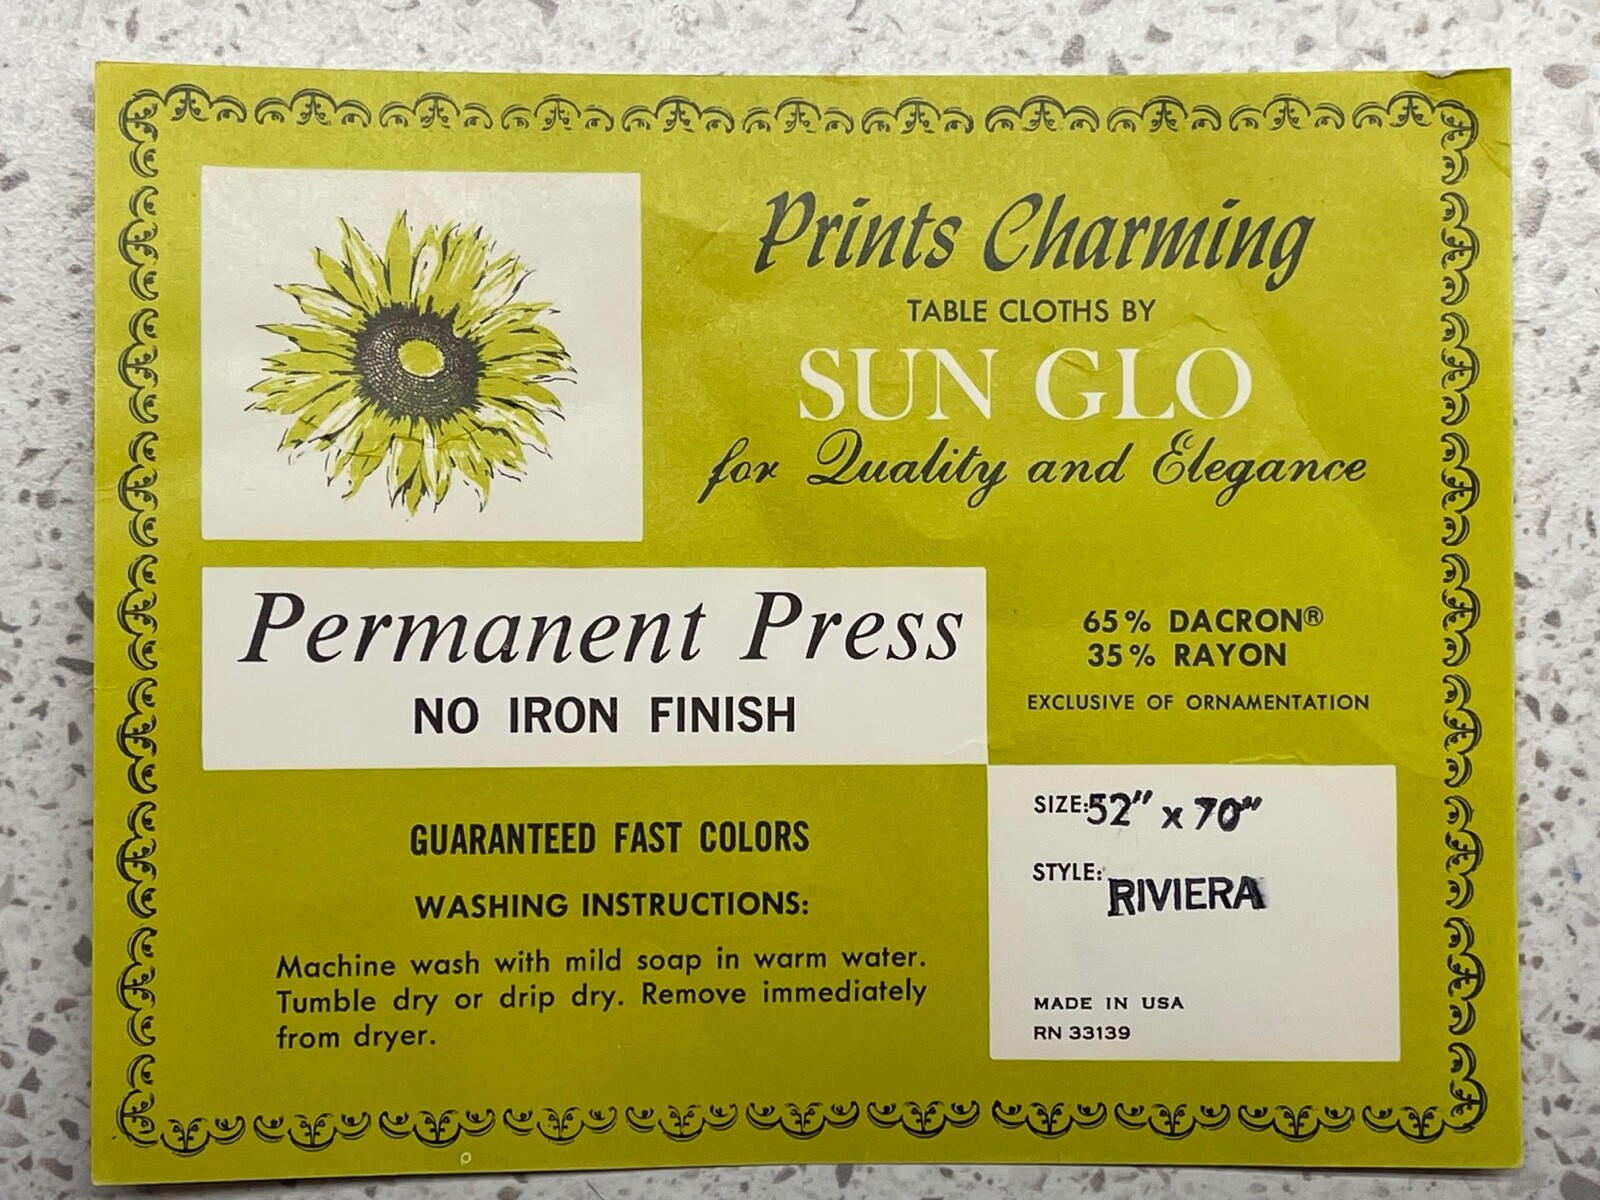 Prints Charming
TABLE CLOTHS BY
SUN GLO
for Quality and Elegance
Permanent Press
NO IRON FINISH
65% DACRON®
35% RAYON
EXCLUSIVE OF ORNAMENTATION
GUARANTEED FAST COLORS
WASHING INSTRUCTIONS:
Machine wash with mild soap in warm water.
Tumble dry or drip dry. Remove immediately
from dryer.
SIZE: 52" x 70"
STYLE: RIVIERA
MADE IN USA
RN 33139